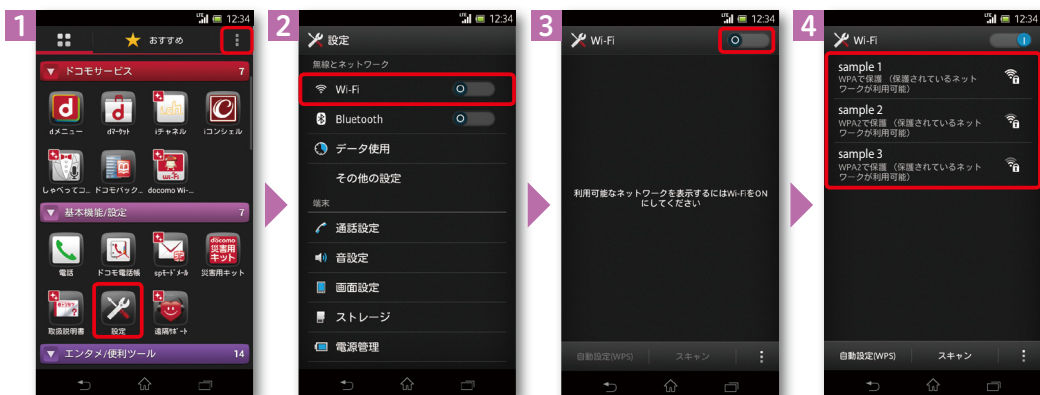 1
LTE 12:34
おすすめ
ドコモサービス 7
dメニュー
dマーケット
iチャネル
iコンシェル
しゃべってコ...
ドコモバック...
docomo Wi-...
基本機能/設定 7
docomo
災害用
キット
電話
ドコモ電話帳
spモードメール
災害用キット
取扱説明書
設定
遠隔サポート
エンタメ/便利ツール 14
2
LTE 12:34
設定
無線とネットワーク
Wi-Fi
Bluetooth
データ使用
その他の設定
端末
通話設定
音設定
画面設定
ストレージ
電源管理
3
LTE 12:34
Wi-Fi
利用可能なネットワークを表示するにはWi-FiをON
にしてください
自動設定(WPS) スキャン
4
LTE 12:34
Wi-Fi
sample 1
WPAで保護（保護されているネット
ワークが利用可能）
sample 2
WPA2で保護（保護されているネット
ワークが利用可能）
sample 3
WPA2で保護（保護されているネット
ワークが利用可能）
自動設定(WPS) スキャン